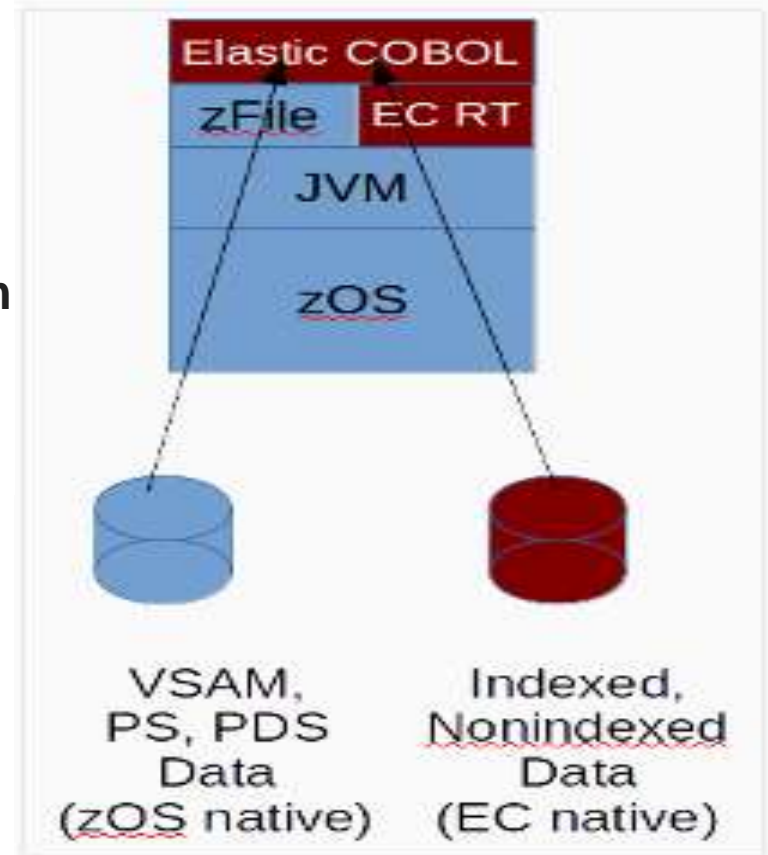 Elastic COBOL
zFile EC RT
JVM
n
zOS
VSAM,
PS, PDS
Data
(zOS native)
Indexed,
Nonindexed
Data
(EC native)